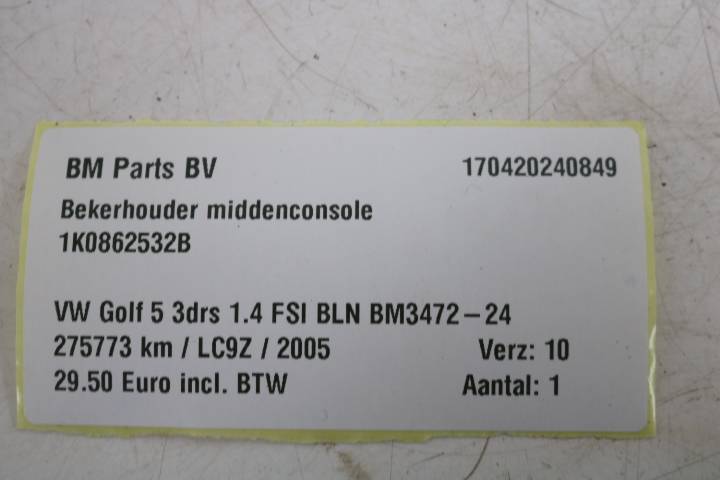 BM Parts BV 170420240849
Bekerhouder middenconsole
1K0862532B
VW Golf 5 3drs 1.4 FSI BLN BM3472-24
275773 km / LC9Z / 2005 Verz: 10
29.50 Euro incl. BTW Aantal: 1